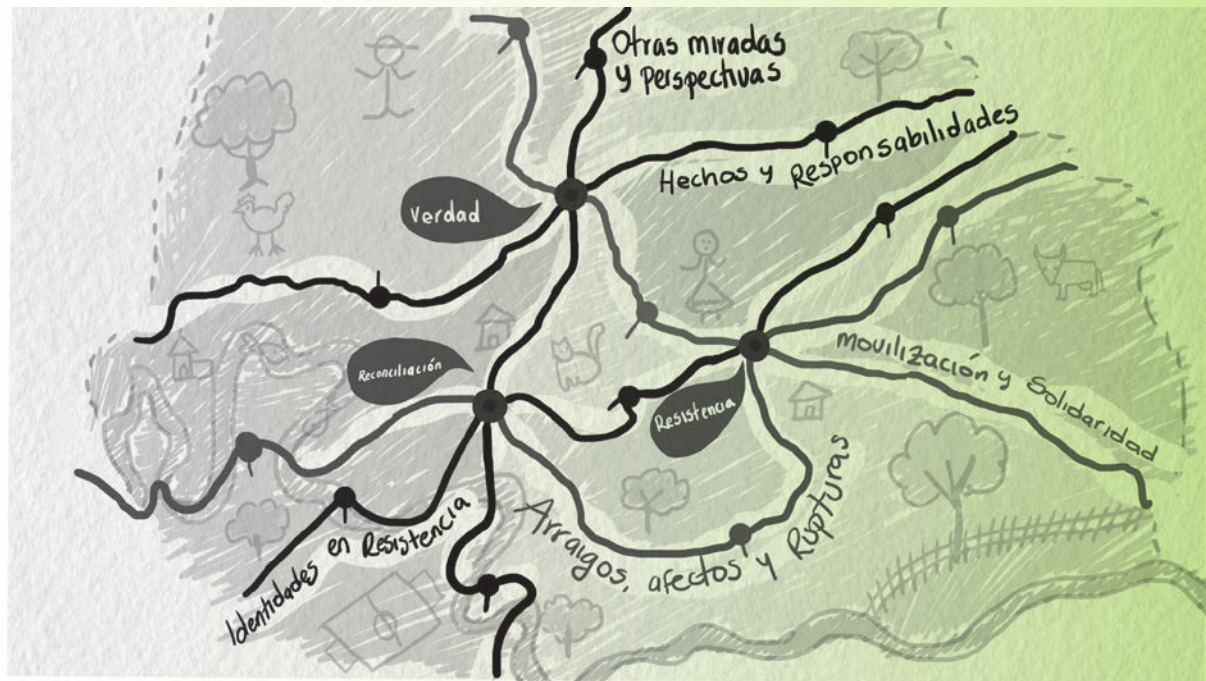 Otras miradas
y Perspectivas
Hechos y Responsabilidades
Verdad
Reconciliación
Resistencia
Movilización y Solidaridad
Arraigos, afectos y Rupturas
Identidades en Resistencia